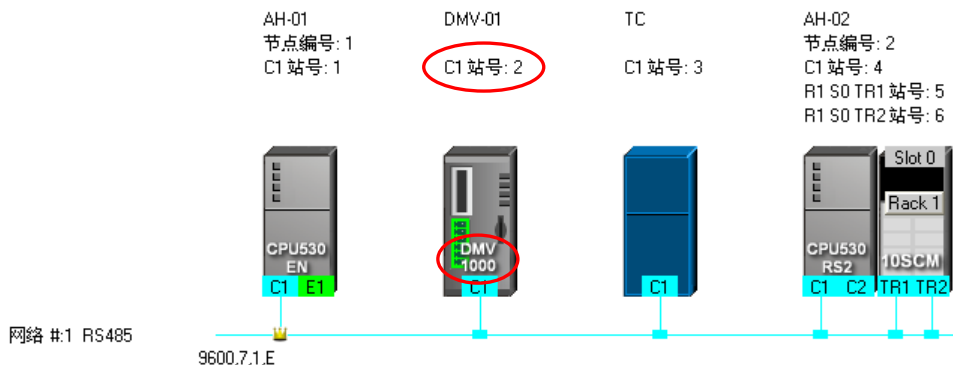 AH-01
节点编号: 1
C1 站号: 1
DMV-01
C1 站号: 2
TC
C1 站号: 3
AH-02
节点编号: 2
C1 站号: 4
R1 S0 TR1 站号: 5
R1 S0 TR2 站号: 6
CPU530
EN
C1 E1
DMV
1000
C1
C1
CPU530
RS2
C1 C2
Slot 0
Rack 1
10SCM
TR1 TR2
网络 #:1 RS485
9600,7,1,E